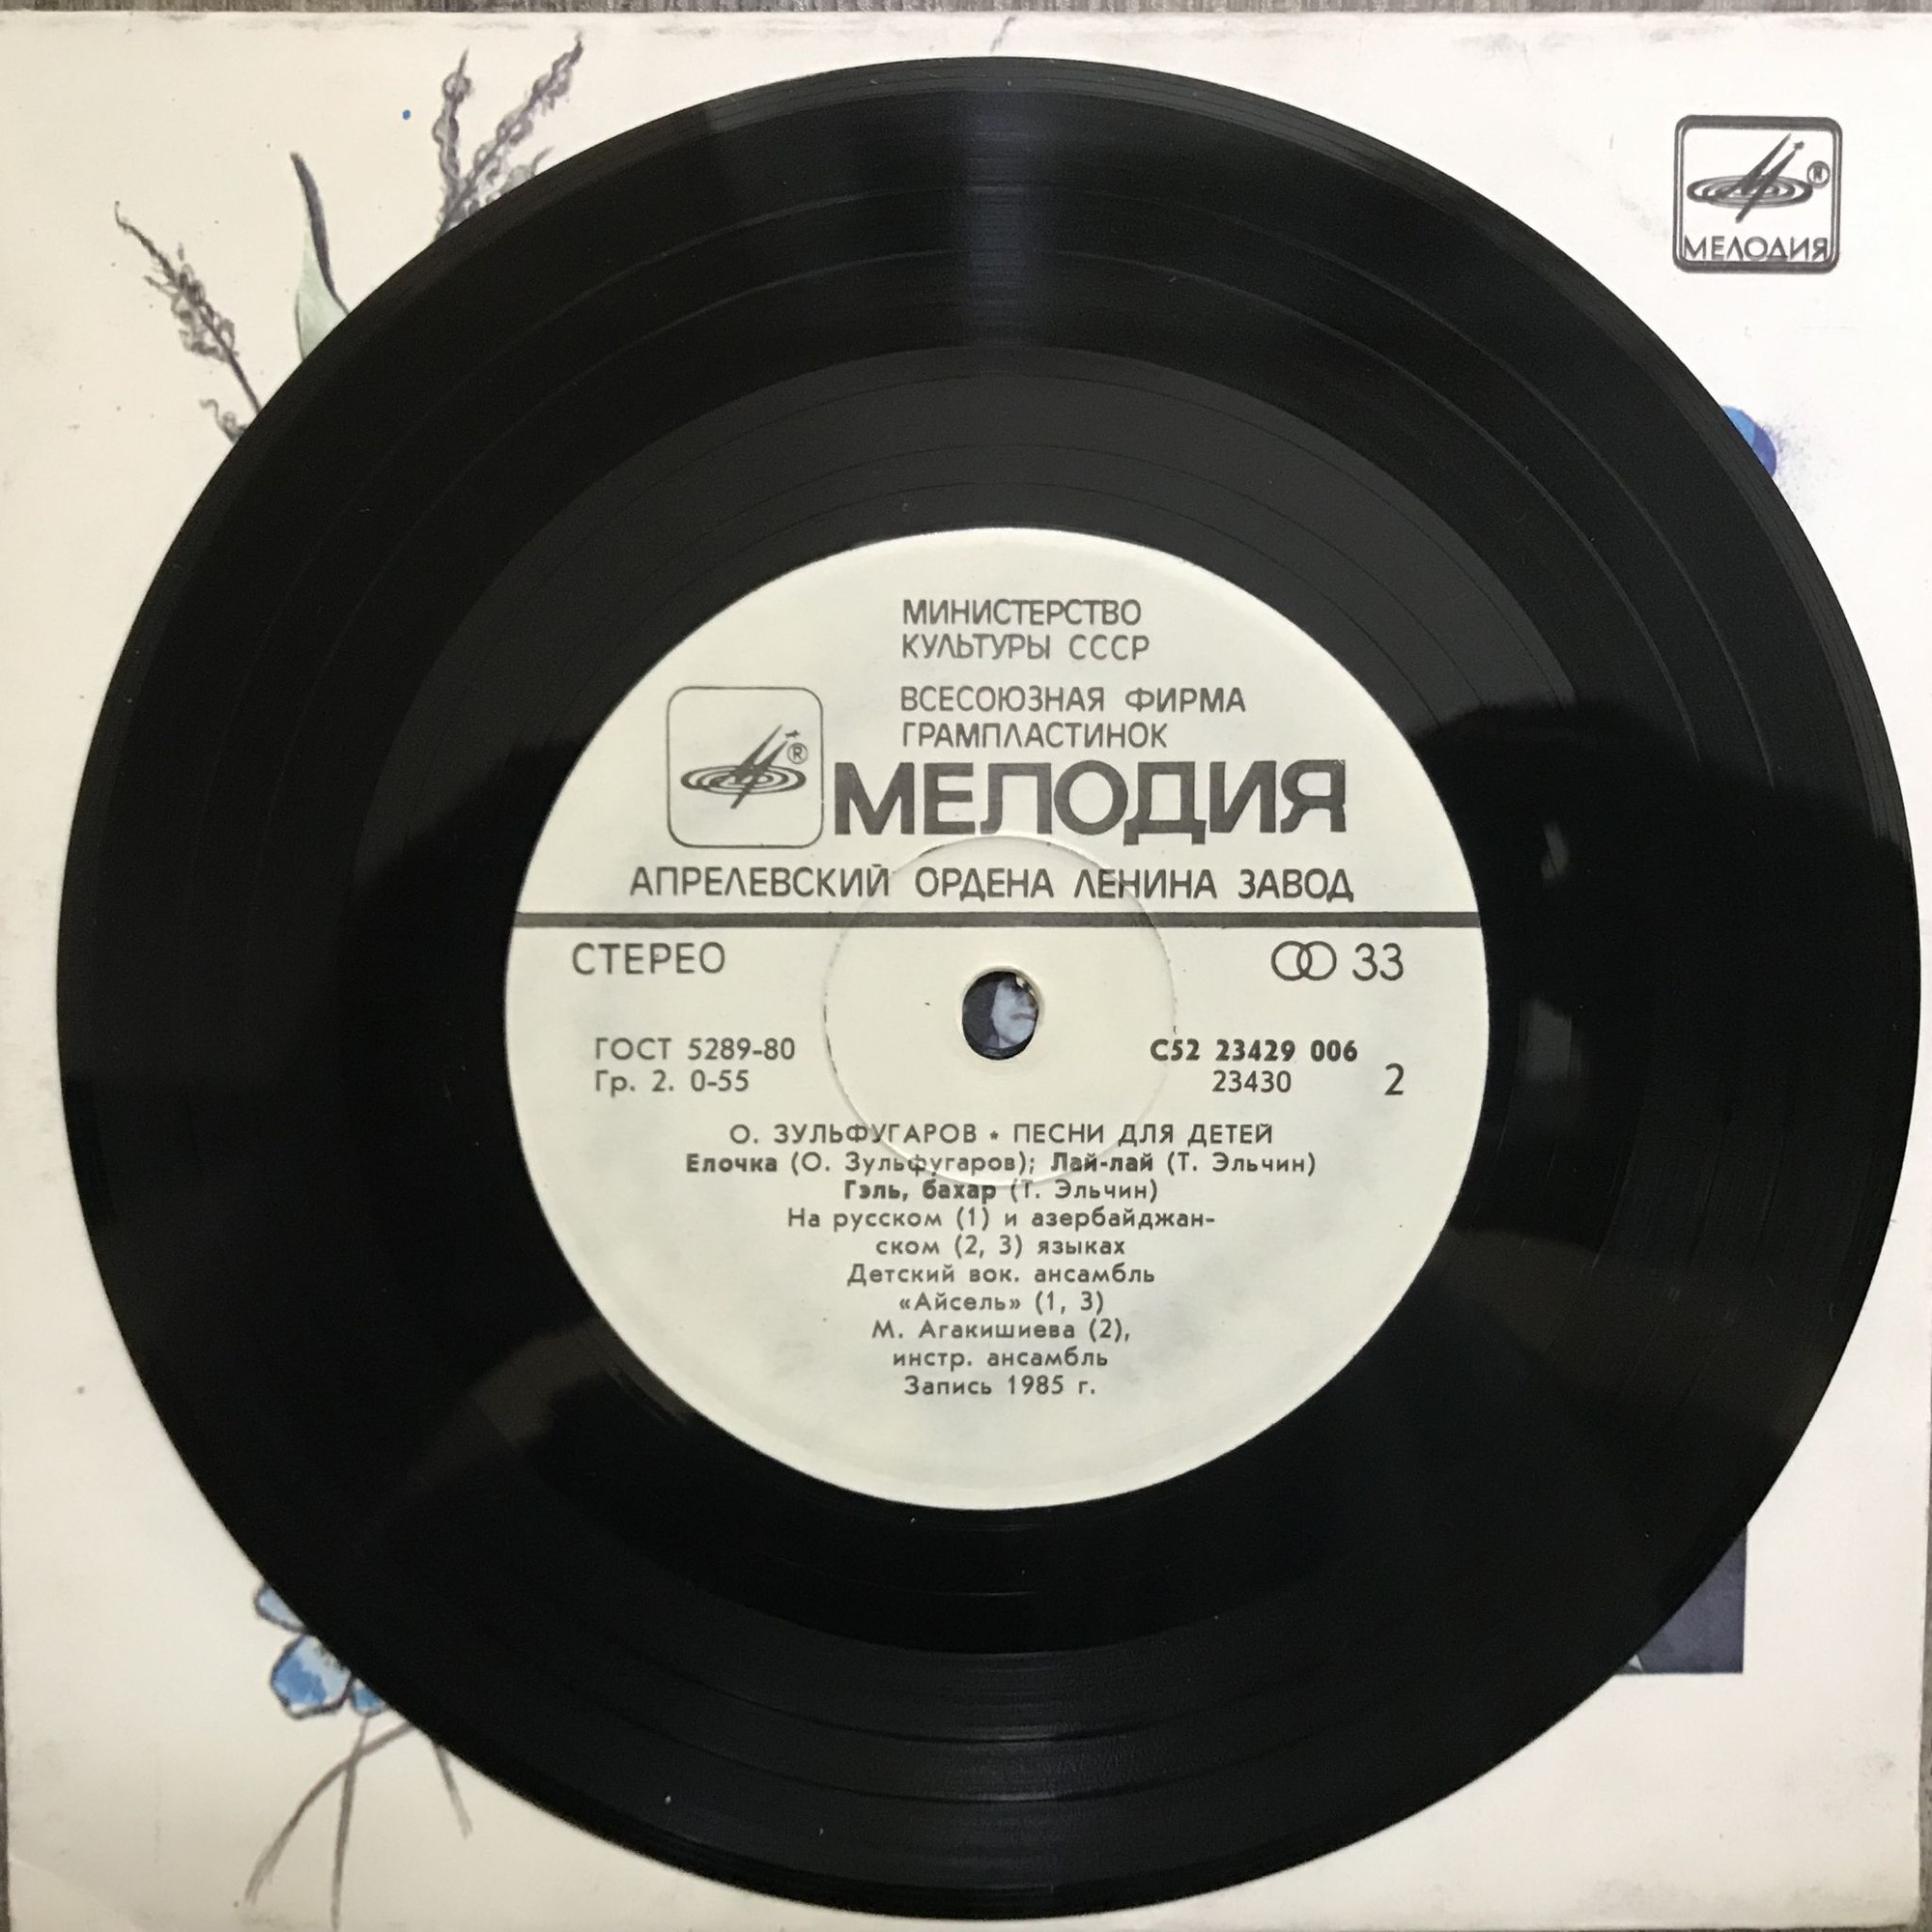 МЕЛОДИЯ
МИНИСТЕРСТВО
КУЛЬТУРЫ СССР
ВСЕСОЮЗНАЯ ФИРМА
ГРАМПЛАСТИНОК
МЕЛОДИЯ
АПРЕЛЕВСКИЙ ОРДЕНА ЛЕНИНА ЗАВОД
СТЕРЕО 33
ГОСТ 5289-80 С52 23429 006
Гр. 2. 0-55 23430 2
О. ЗУЛЬФУГАРОВ * ПЕСНИ ДЛЯ ДЕТЕЙ
Елочка (О. Зульфугаров); Лай-лай (Т. Эльчин)
Гэль, бахар (Т. Эльчин)
На русском (1) и азербайджан-
ском (2, 3) языках
Детский вок. ансамбль
«Айсель» (1, 3)
М. Агакишиева (2),
инстр. ансамбль
Запись 1985 г.